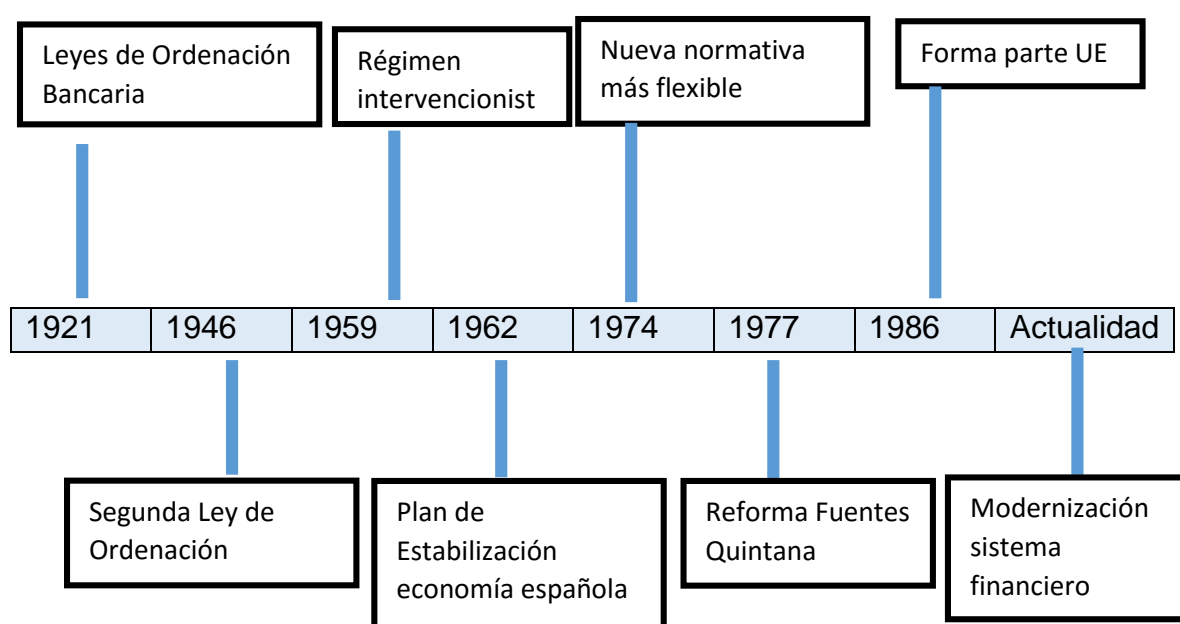 Leyes de Ordenación
Bancaria
Régimen
intervencionist
Nueva normativa
más flexible
Forma parte UE
1921 1946 1959 1962 1974 1977 1986 Actualidad
Segunda Ley de
Ordenación
Plan de
Estabilización
economía española
Reforma Fuentes
Quintana
Modernización
sistema
financiero